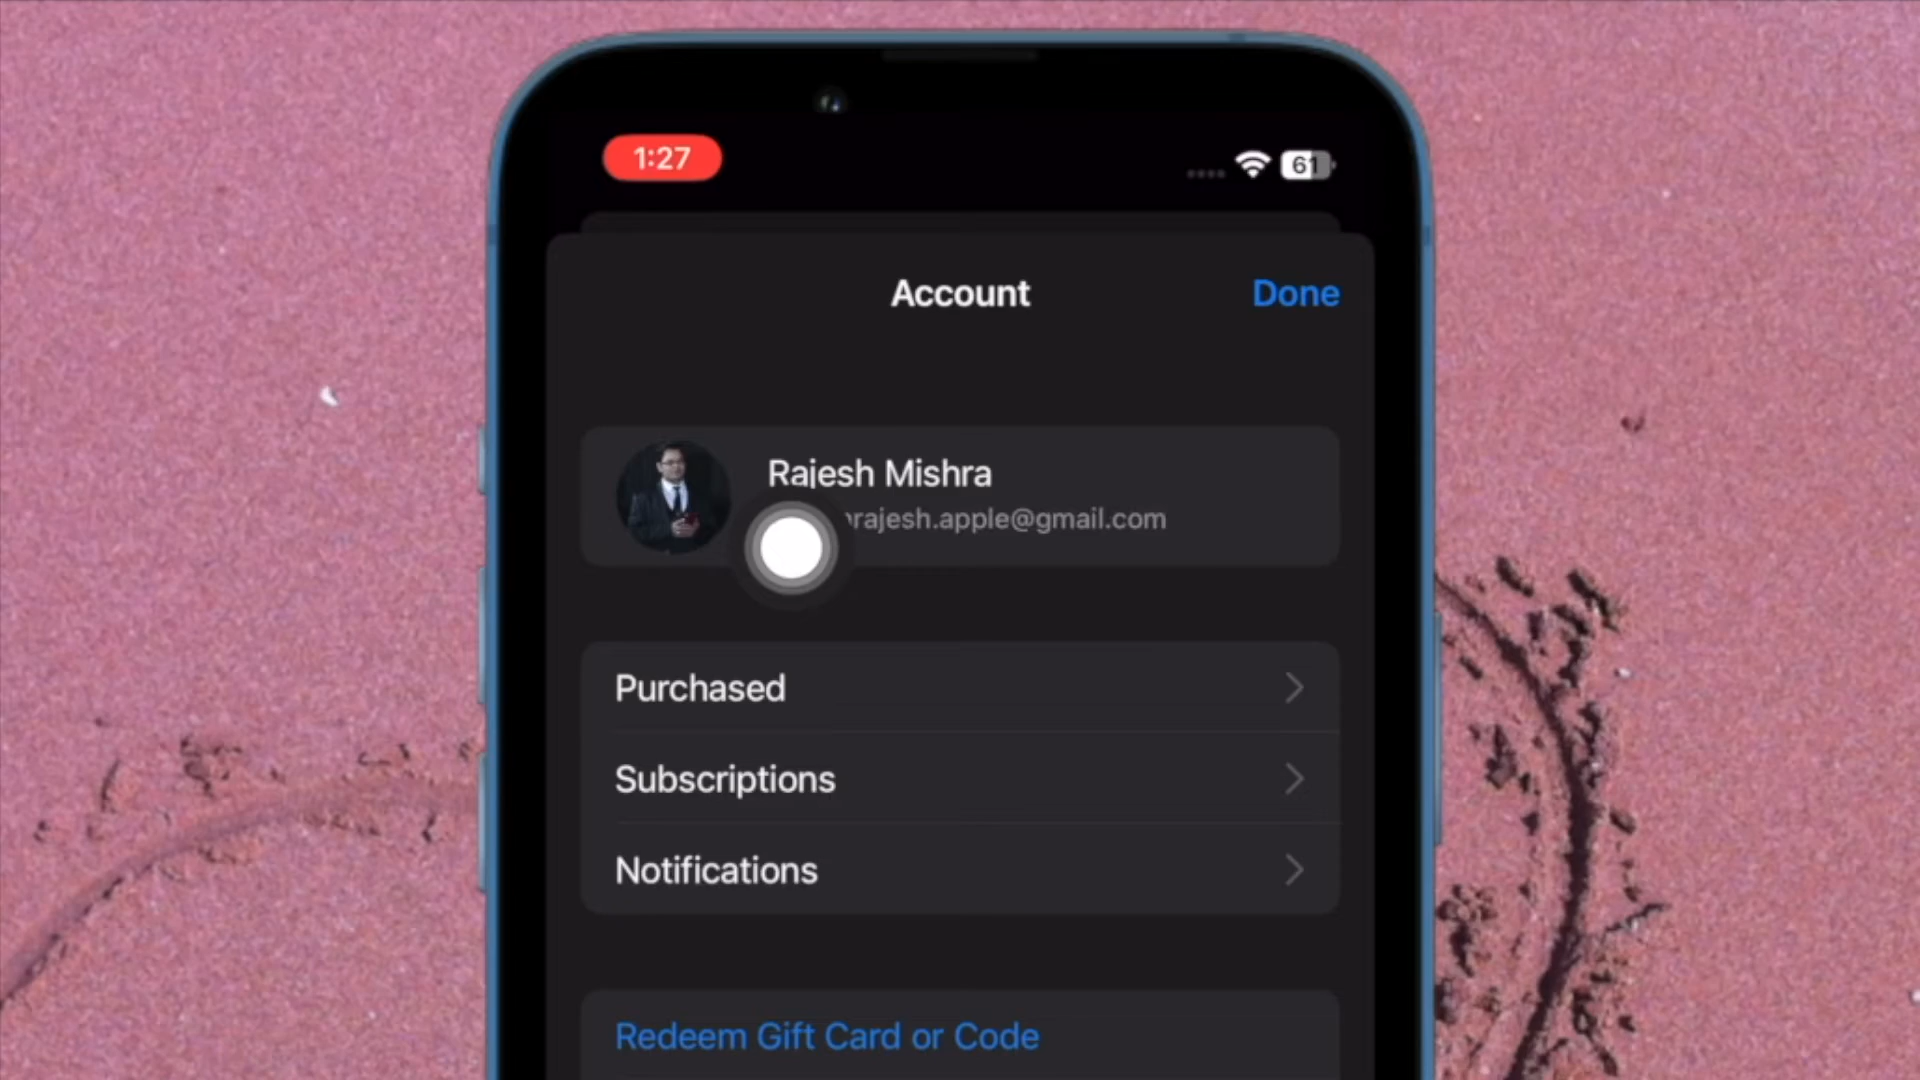 1:27
61
Account
Done
Rajesh Mishra
rajesh.apple@gmail.com
Purchased
Subscriptions
Notifications
Redeem Gift Card or Code